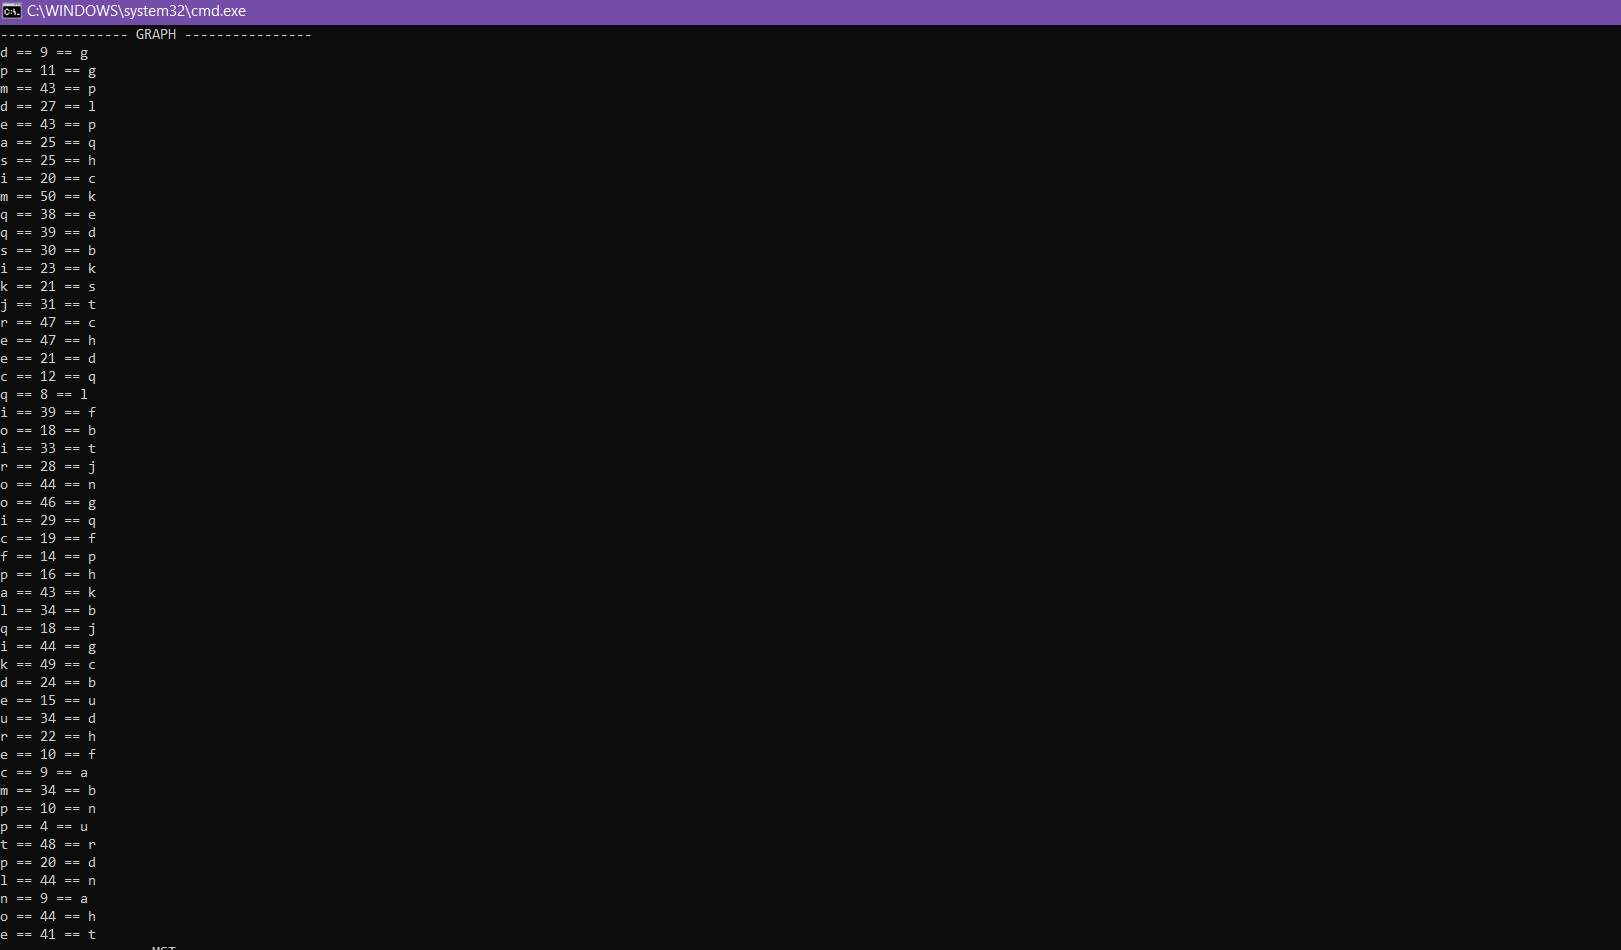 C:\WINDOWS\system32\cmd.exe
---------------- GRAPH ----------------
d == 9 == g
p == 11 == g
m == 43 == p
d == 27 == l
e == 43 == p
a == 25 == q
s == 25 == h
i == 20 == c
m == 50 == k
q == 38 == e
q == 39 == d
s == 30 == b
i == 23 == k
k == 21 == s
j == 31 == t
r == 47 == c
e == 47 == h
e == 21 == d
c == 12 == q
q == 8 == l
i == 39 == f
o == 18 == b
i == 33 == t
r == 28 == j
o == 44 == n
o == 46 == g
i == 29 == q
c == 19 == f
f == 14 == p
p == 16 == h
a == 43 == k
l == 34 == b
q == 18 == j
i == 44 == g
k == 49 == c
d == 24 == b
e == 15 == u
u == 34 == d
r == 22 == h
e == 10 == f
c == 9 == a
m == 34 == b
p == 10 == n
p == 4 == u
t == 48 == r
p == 20 == d
l == 44 == n
n == 9 == a
o == 44 == h
e == 41 == t